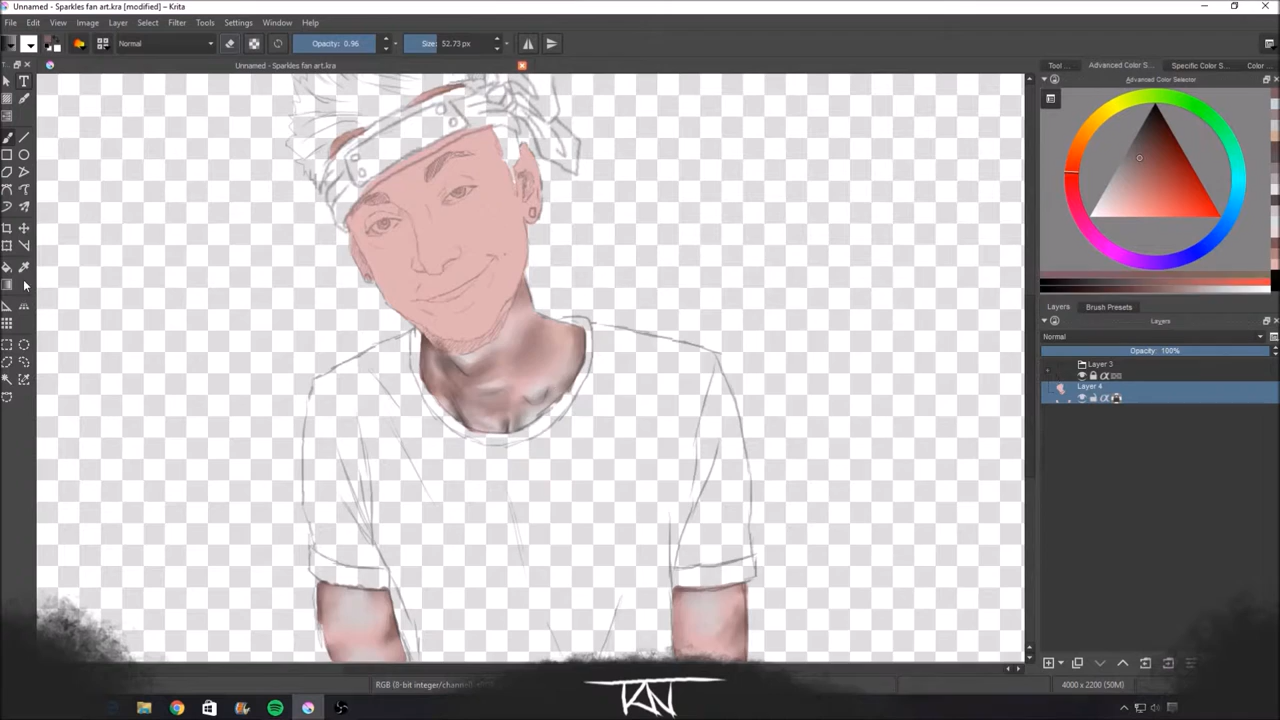 Unnamed - Sparkles fan art.kra [modified] – Krita
File Edit View Image Layer Select Filter Tools Settings Window Help
Normal Opacity: 0.96 Size: 52.73 px
Unnamed - Sparkles fan art.kra
Tool ... Advanced Color S... Specific Color S... Color ...
Advanced Color Selector
Layers Brush Presets
Layers
Normal
Opacity: 100%
Layer 3
Layer 4
RGB (8-bit integer/channel)
4000 x 2200 (50M)